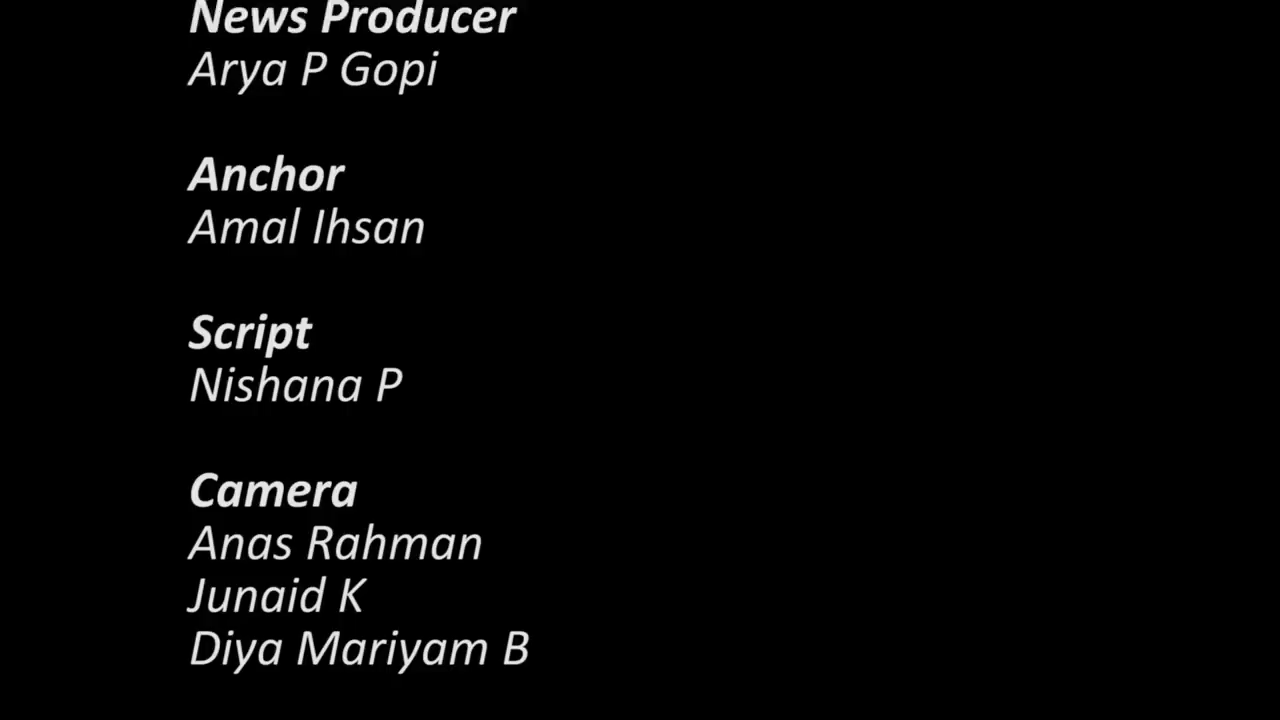 News Producer
Arya P Gopi
Anchor
Amal Ihsan
Script
Nishana P
Camera
Anas Rahman
Junaid K
Diya Mariyam B